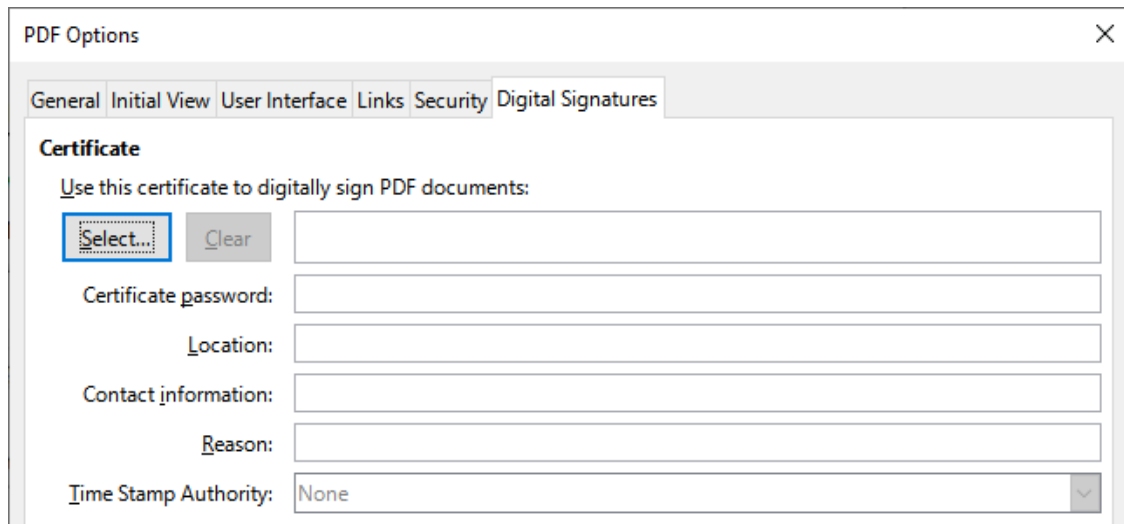 PDF Options
General Initial View User Interface Links Security Digital Signatures
Certificate
Use this certificate to digitally sign PDF documents:
Select... Clear
Certificate password:
Location:
Contact information:
Reason:
Time Stamp Authority: None